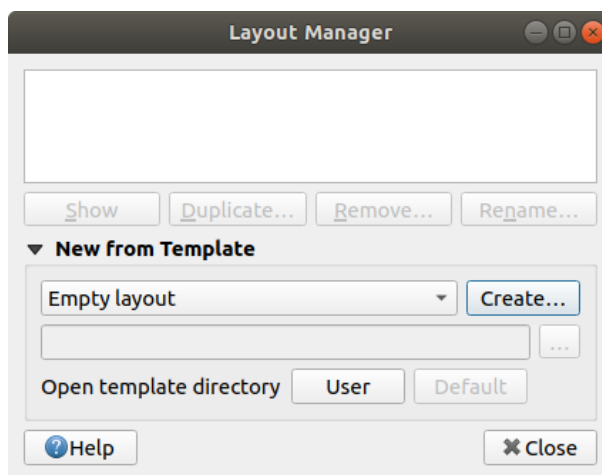 Layout Manager
Show Duplicate... Remove... Rename...
New from Template
Empty layout Create...
...
Open template directory User Default
Help Close